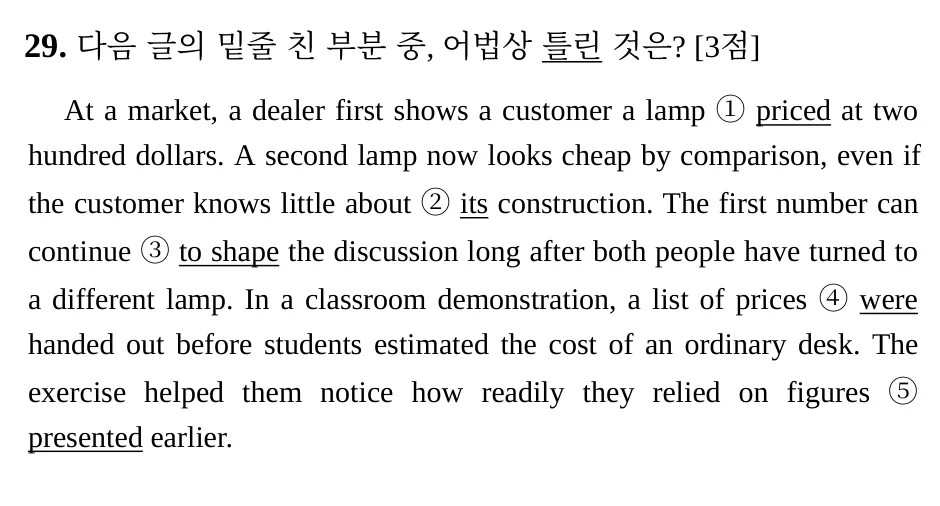 29. 다음 글의 밑줄 친 부분 중, 어법상 틀린 것은? [3점]
At a market, a dealer first shows a customer a lamp ① priced at two
hundred dollars. A second lamp now looks cheap by comparison, even if
the customer knows little about ② its construction. The first number can
continue ③ to shape the discussion long after both people have turned to
a different lamp. In a classroom demonstration, a list of prices ④ were
handed out before students estimated the cost of an ordinary desk. The
exercise helped them notice how readily they relied on figures ⑤
presented earlier.